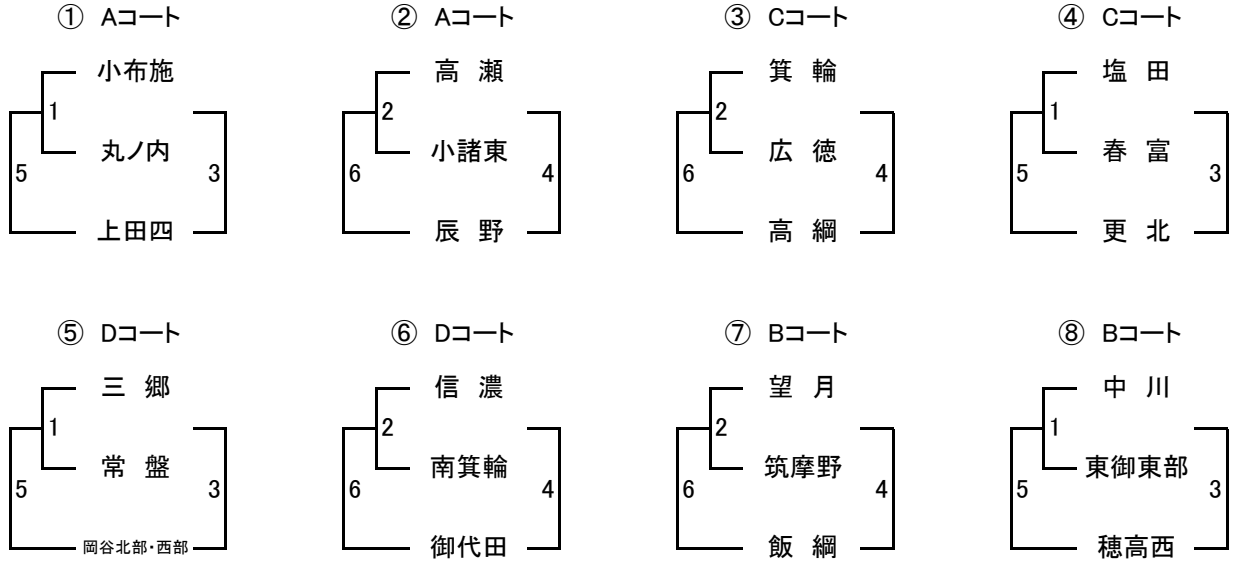 ① Aコート
小布施
1
丸ノ内
5
3
上田四
② Aコート
高 瀬
2
小諸東
6
4
辰 野
③ Cコート
箕 輪
2
広 徳
6
4
高 綱
④ Cコート
塩 田
1
春 富
5
3
更 北
⑤ Dコート
三 郷
1
常 盤
5
3
岡谷北部・西部
⑥ Dコート
信 濃
2
南箕輪
6
4
御代田
⑦ Bコート
望 月
2
筑摩野
6
4
飯 綱
⑧ Bコート
中 川
1
東御東部
5
3
穂高西